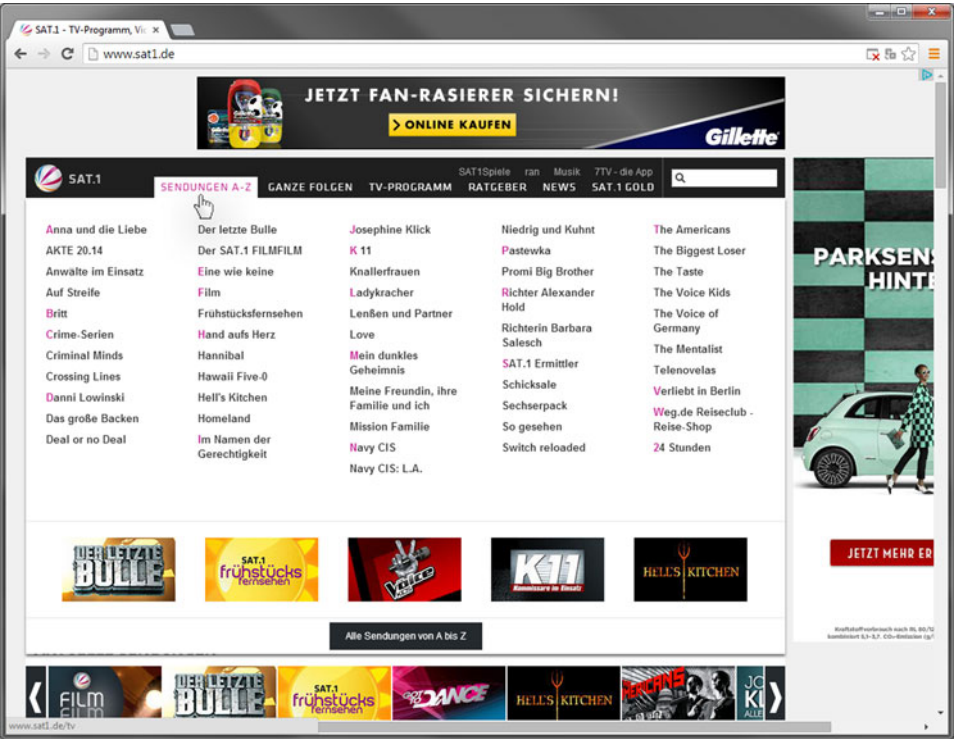 SAT.1 - TV-Programm, Vi
www.sat1.de
JETZT FAN-RASIERER SICHERN!
> ONLINE KAUFEN
Gillette
SAT.1
SAT1Spiele ran Musik 7TV - die App
SENDUNGEN A-Z GANZE FOLGEN TV-PROGRAMM RATGEBER NEWS SAT.1 GOLD
Anna und die Liebe
AKTE 20.14
Anwälte im Einsatz
Auf Streife
Britt
Crime-Serien
Criminal Minds
Crossing Lines
Danni Lowinski
Das große Backen
Deal or no Deal
Der letzte Bulle
Der SAT.1 FILMFILM
Eine wie keine
Film
Frühstücksfernsehen
Hand aufs Herz
Hannibal
Hawaii Five-0
Hell's Kitchen
Homeland
Im Namen der
Gerechtigkeit
Josephine Klick
K 11
Knallerfrauen
Ladykracher
Lenßen und Partner
Love
Mein dunkles
Geheimnis
Meine Freundin, ihre
Familie und ich
Mission Familie
Navy CIS
Navy CIS: L.A.
Niedrig und Kuhnt
Pastewka
Promi Big Brother
Richter Alexander
Hold
Richterin Barbara
Salesch
SAT.1 Ermittler
Schicksale
Sechserpack
So gesehen
Switch reloaded
The Americans
The Biggest Loser
The Taste
The Voice Kids
The Voice of
Germany
The Mentalist
Telenovelas
Verliebt in Berlin
Weg.de Reiseclub -
Reise-Shop
24 Stunden
PARKSEN
HINTE
JETZT MEHR ER
DER LETZTE
BULLE
SAT.1
frühstücks
fernsehen
Voice
K11
Kommissare im Einsatz
HELL'S KITCHEN
Alle Sendungen von A bis Z
FILM
FILM
DER LETZTE
BULLE
SAT.1
frühstücks
fernsehen
GOT TO DANCE
HELL'S KITCHEN
JO
KL
ALLE
www.sat1.de/tv